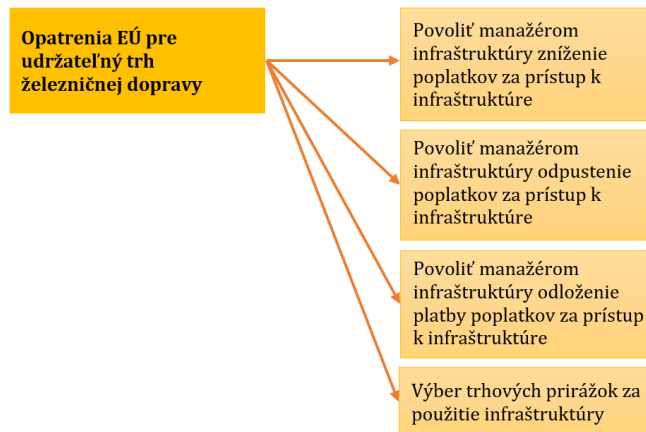 Opatrenia EÚ pre
udržateľný trh
železničnej dopravy
Povoliť manažérom
infraštruktúry zníženie
poplatkov za prístup k
infraštruktúre
Povoliť manažérom
infraštruktúry odpustenie
poplatkov za prístup k
infraštruktúre
Povoliť manažérom
infraštruktúry odloženie
platby poplatkov za prístup
k infraštruktúre
Výber trhových prirážok za
použitie infraštruktúry